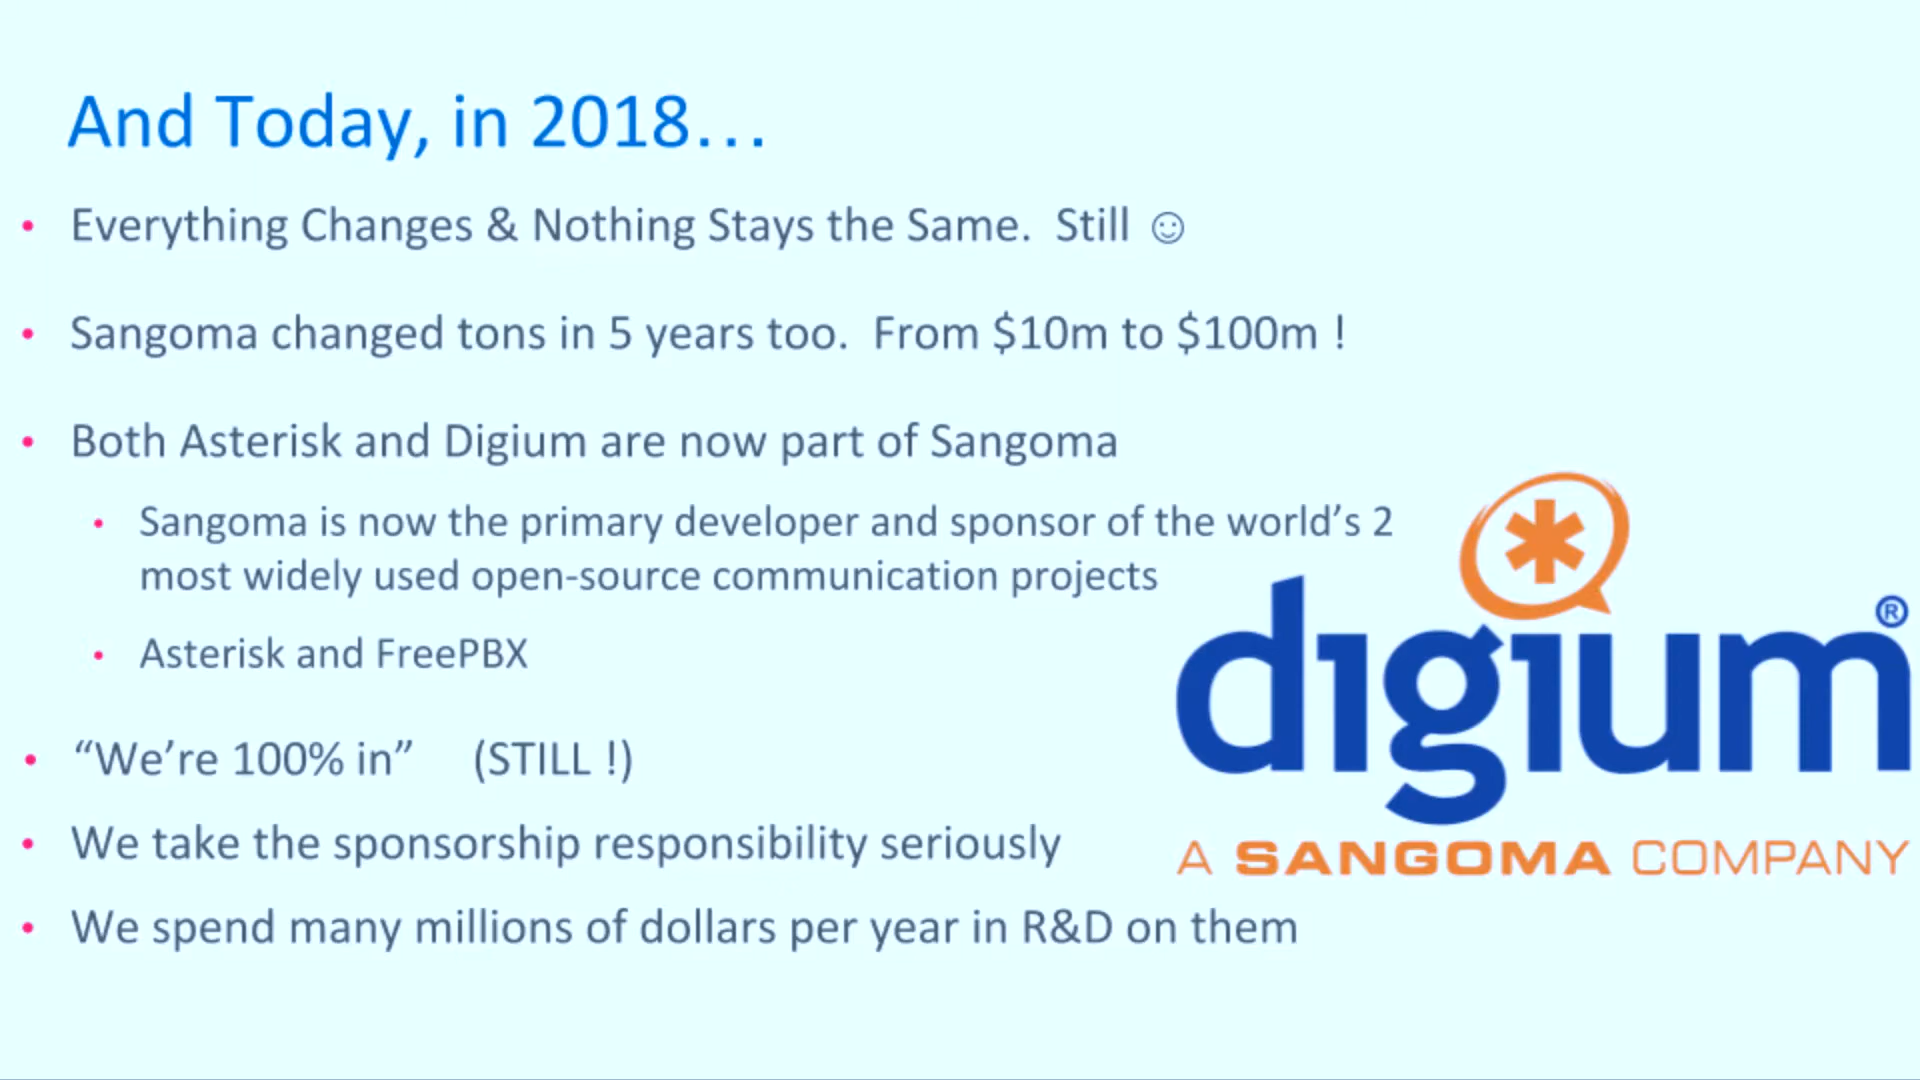 And Today, in 2018...
• Everything Changes & Nothing Stays the Same.  Still ☺
• Sangoma changed tons in 5 years too.  From $10m to $100m !
• Both Asterisk and Digium are now part of Sangoma
• Sangoma is now the primary developer and sponsor of the world’s 2
most widely used open-source communication projects
• Asterisk and FreePBX
• “We’re 100% in”    (STILL !)
• We take the sponsorship responsibility seriously
• We spend many millions of dollars per year in R&D on them
digium®
A SANGOMA COMPANY